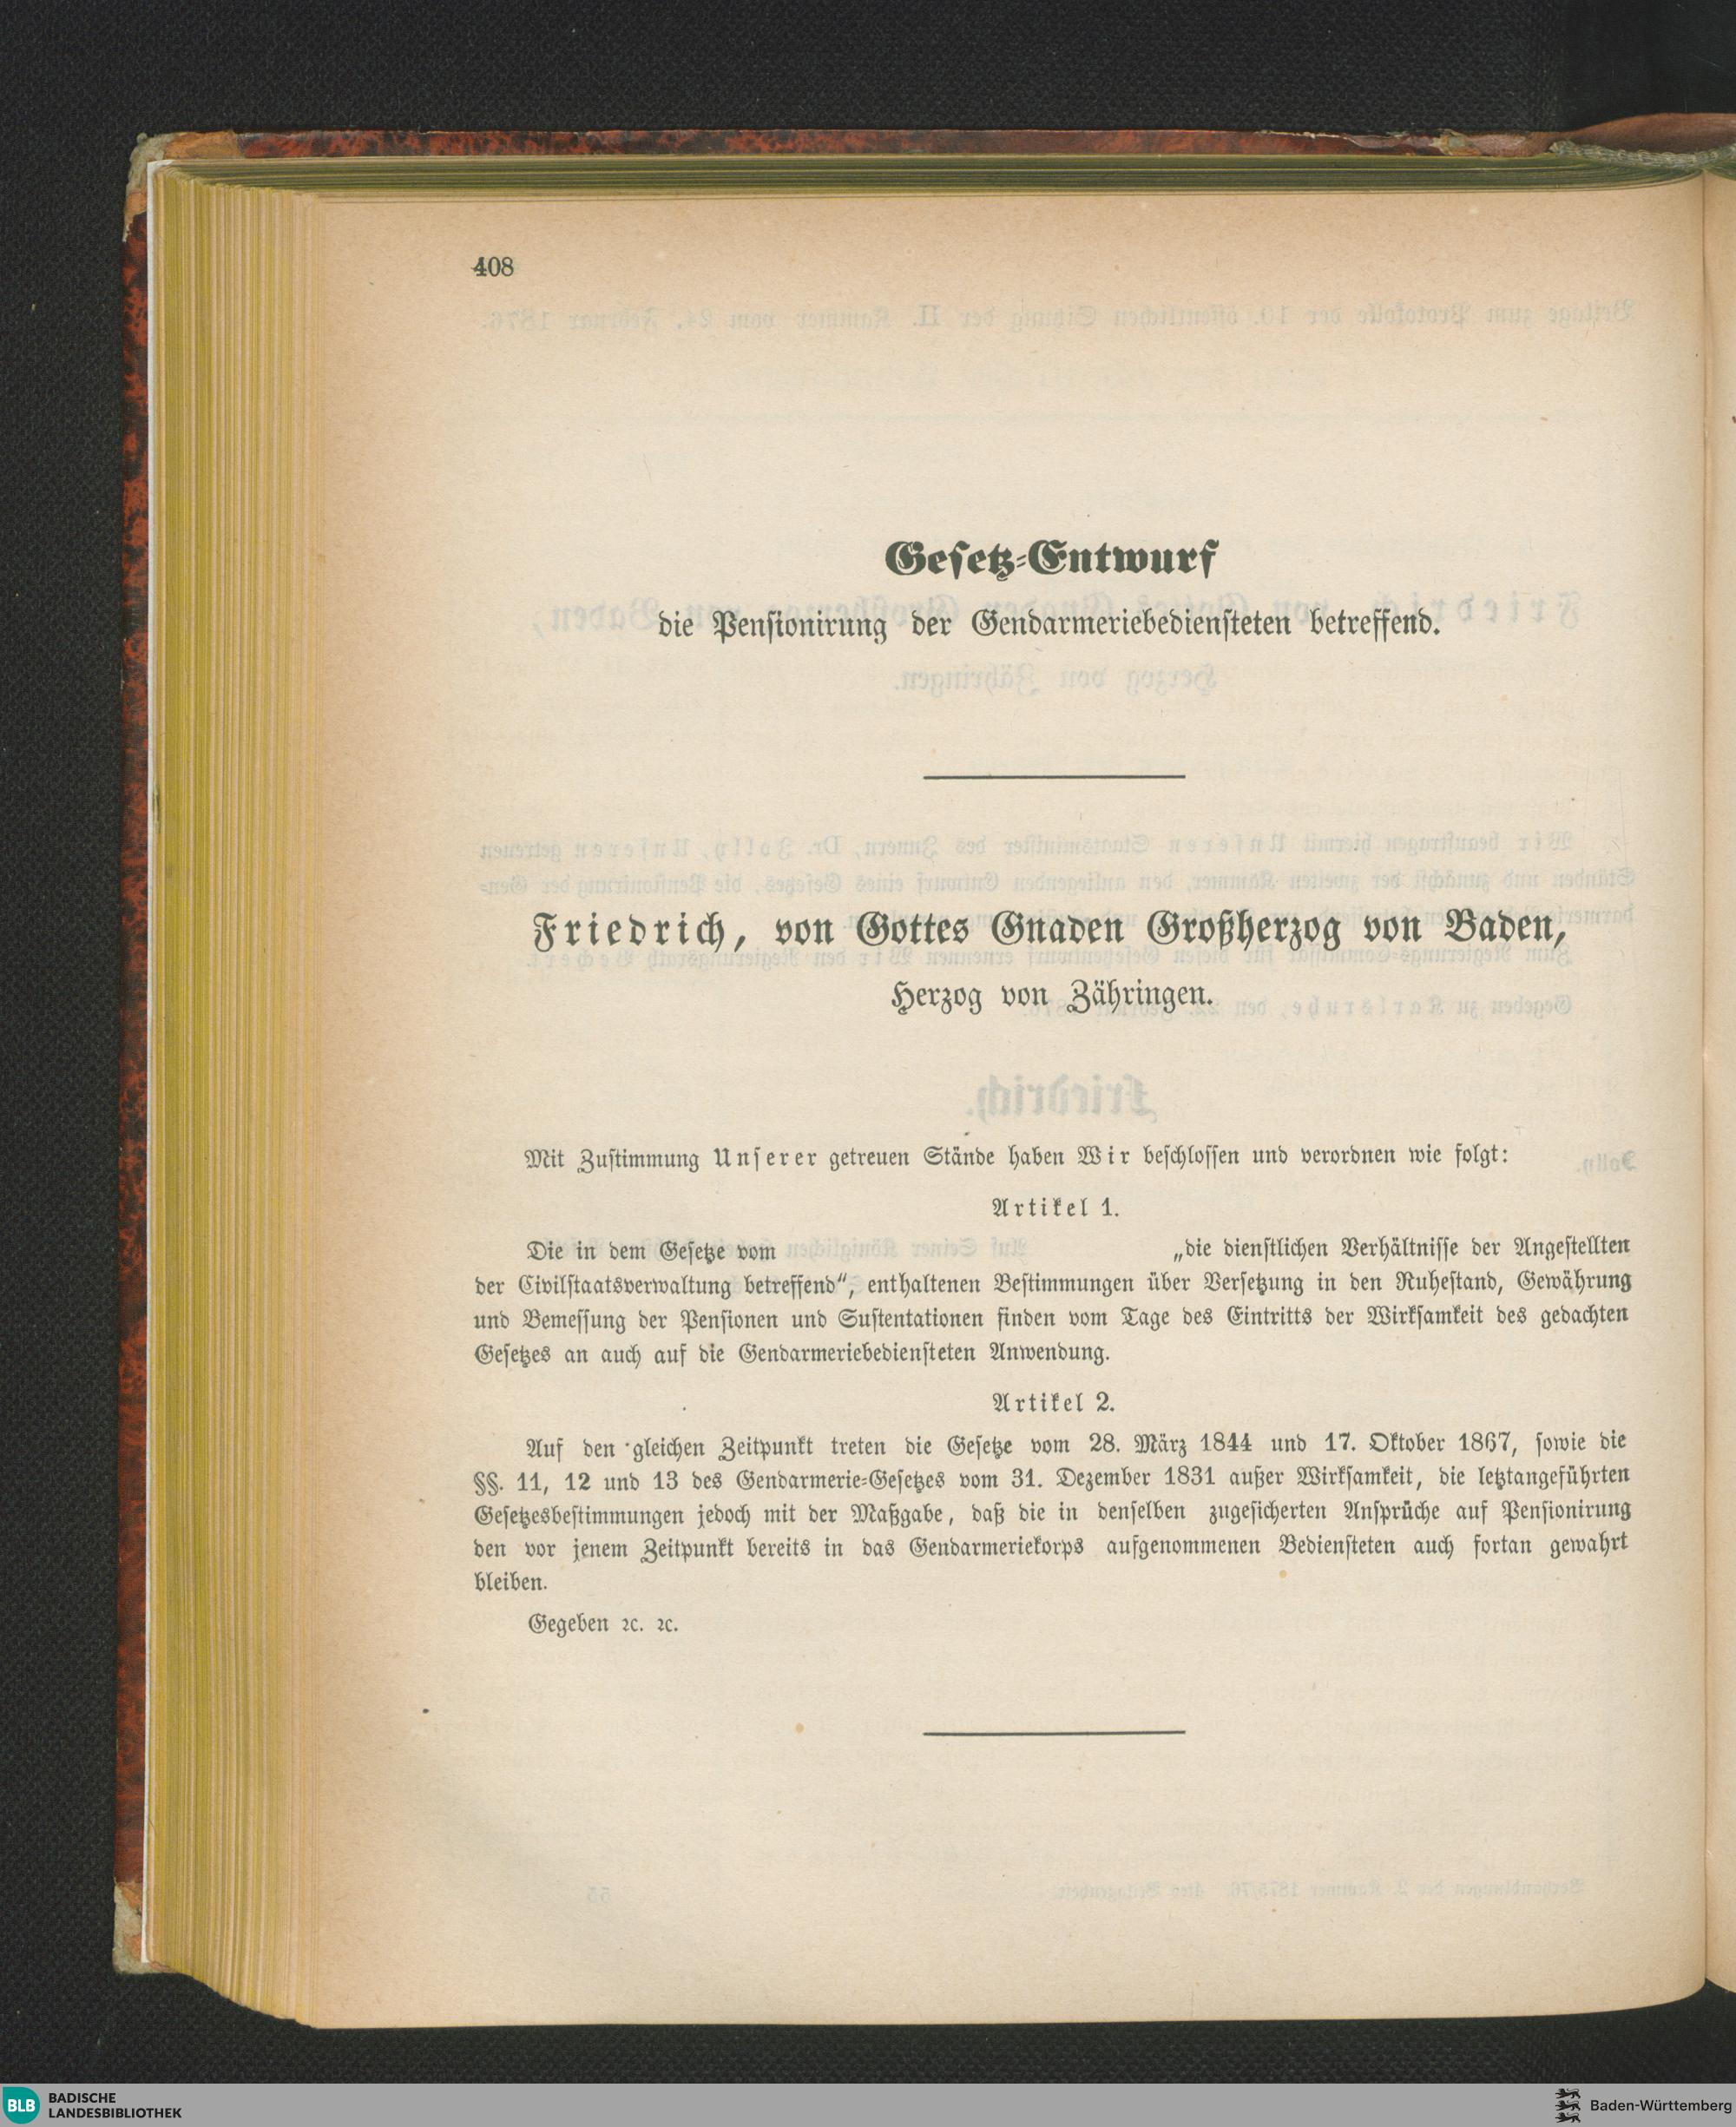 408
Gesetz-Entwurf
die Pensionirung der Gendarmeriebediensteten betreffend.
Friedrich, von Gottes Gnaden Großherzog von Baden,
Herzog von Zähringen.
Mit Zustimmung Unserer getreuen Stände haben Wir beschlossen und verordnen wie folgt:
Artikel 1.
Die in dem Gesetze vom „die dienstlichen Verhältnisse der Angestellten
der Civilstaatsverwaltung betreffend“, enthaltenen Bestimmungen über Versetzung in den Ruhestand, Gewährung
und Bemessung der Pensionen und Sustentationen finden vom Tage des Eintritts der Wirksamkeit des gedachten
Gesetzes an auch auf die Gendarmeriebediensteten Anwendung.
Artikel 2.
Auf den gleichen Zeitpunkt treten die Gesetze vom 28. März 1844 und 17. Oktober 1867, sowie die
§§. 11, 12 und 13 des Gendarmerie-Gesetzes vom 31. Dezember 1831 außer Wirksamkeit, die letztangeführten
Gesetzesbestimmungen jedoch mit der Maßgabe, daß die in denselben zugesicherten Ansprüche auf Pensionirung
den vor jenem Zeitpunkt bereits in das Gendarmeriekorps aufgenommenen Bediensteten auch fortan gewahrt
bleiben.
Gegeben ꝛc. ꝛc.
BLB BADISCHE
LANDESBIBLIOTHEK
Baden-Württemberg